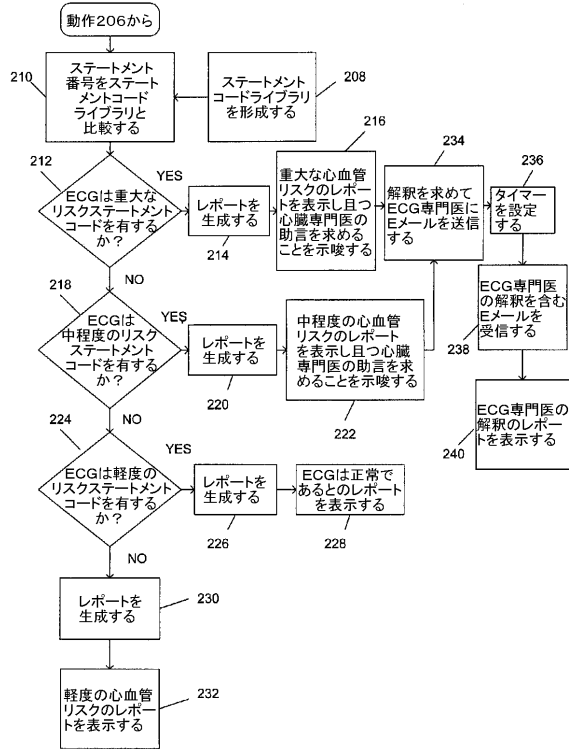 動作206から
210
ステートメント
番号をステート
メントコード
ライブラリと
比較する
ステートメント
コードライブラリ
を形成する
208
212
ECGは重大な
リスクステートメント
コードを有する
か？
YES
NO
レポートを
生成する
214
216
重大な心血管
リスクのレポー
トを表示し且つ
心臓専門医の
助言を求めるこ
とを示唆する
234
解釈を求めて
ECG専門医に
Eメールを送信
する
236
タイマー
を設定
する
218
ECGは
中程度のリスク
ステートメント
コードを有する
か？
YES
NO
レポートを
生成する
220
中程度の心血管
リスクのレポート
を表示し且つ心臓
専門医の助言を求
めることを示唆する
222
ECG専門医
の解釈を含む
Eメールを
受信する
238
ECG専門医の
解釈のレポー
トを表示する
240
224
ECGは軽度の
リスクステートメント
コードを有する
か？
YES
NO
レポートを
生成する
226
ECGは正常で
あるとのレポート
を表示する
228
レポートを
生成する
230
軽度の心血管
リスクのレポー
トを表示する
232